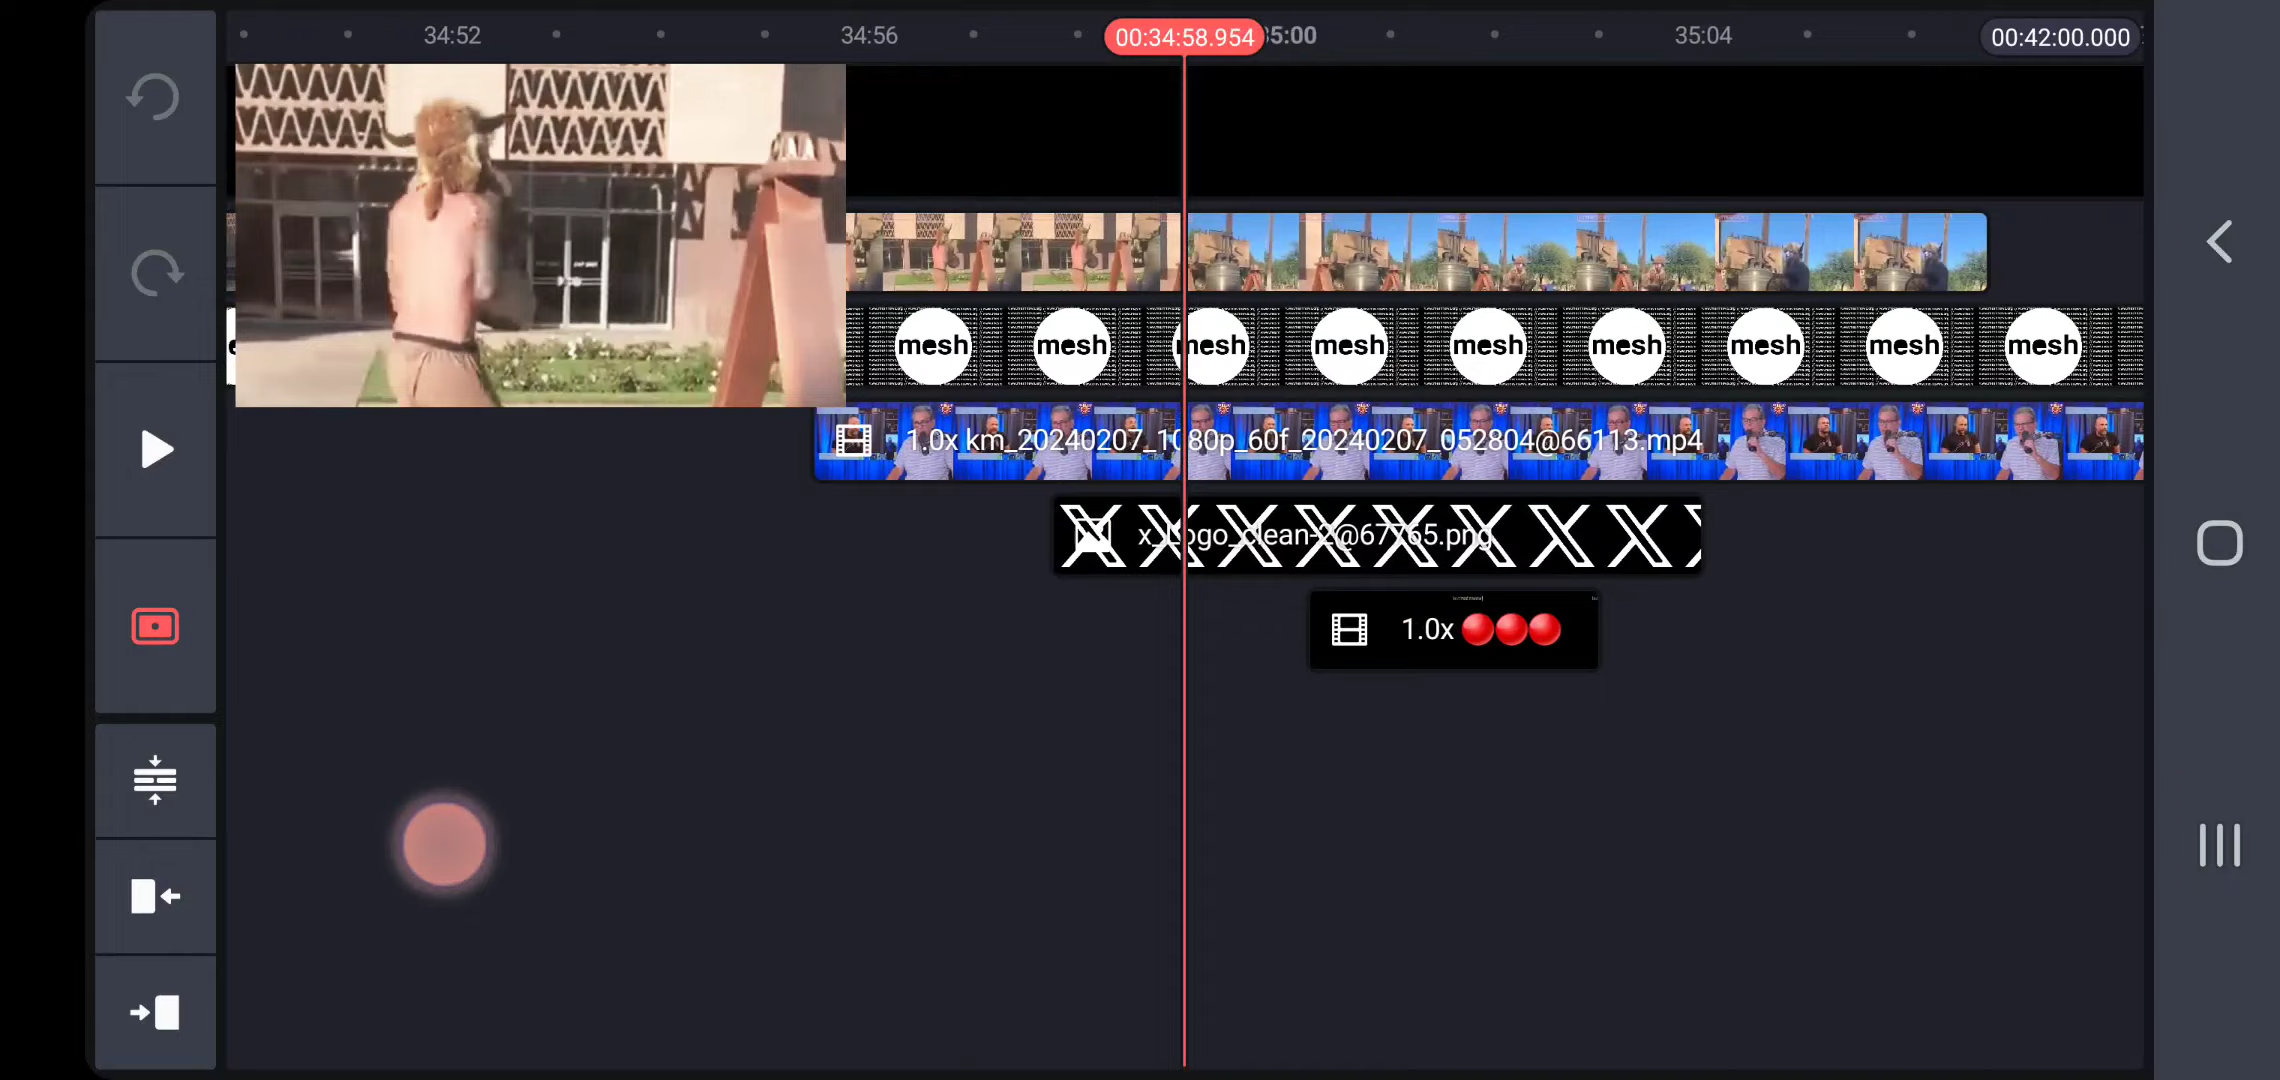 34:52
34:56
00:34:58.954
35:00
35:04
00:42:00.000
mesh mesh mesh mesh mesh mesh mesh mesh mesh
1.0x km_20240207_1080p_60f_20240207_052804@66113.mp4
x_Logo_clean-2@67765.png
1.0x